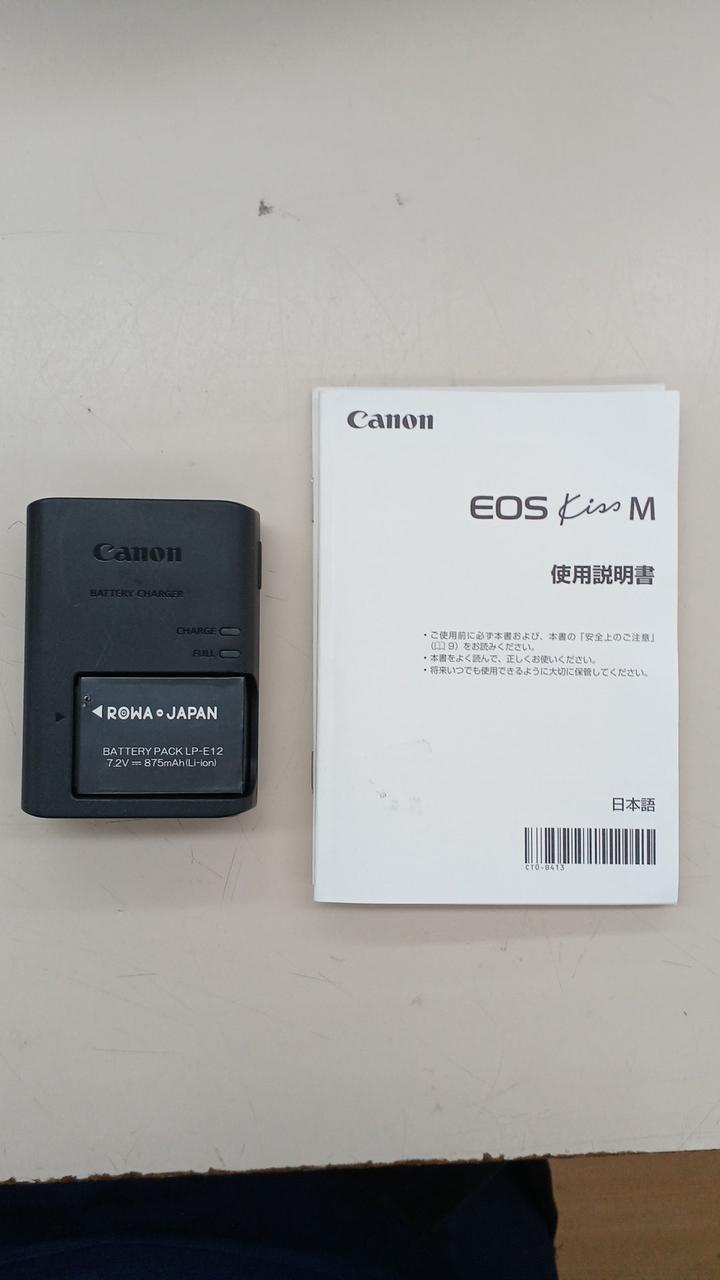 Canon
BATTERY CHARGER
CHARGE
FULL
ROWA JAPAN
BATTERY PACK LP-E12
7.2V ⎓ 875mAh(Li-ion)
Canon
EOS Kiss M
使用説明書
・ご使用前に必ず本書および、本書の「安全上のご注意」
(📖 9) をお読みください。
・本書をよく読んで、正しくお使いください。
・将来いつでも使用できるように大切に保管してください。
日本語
CT0-B413